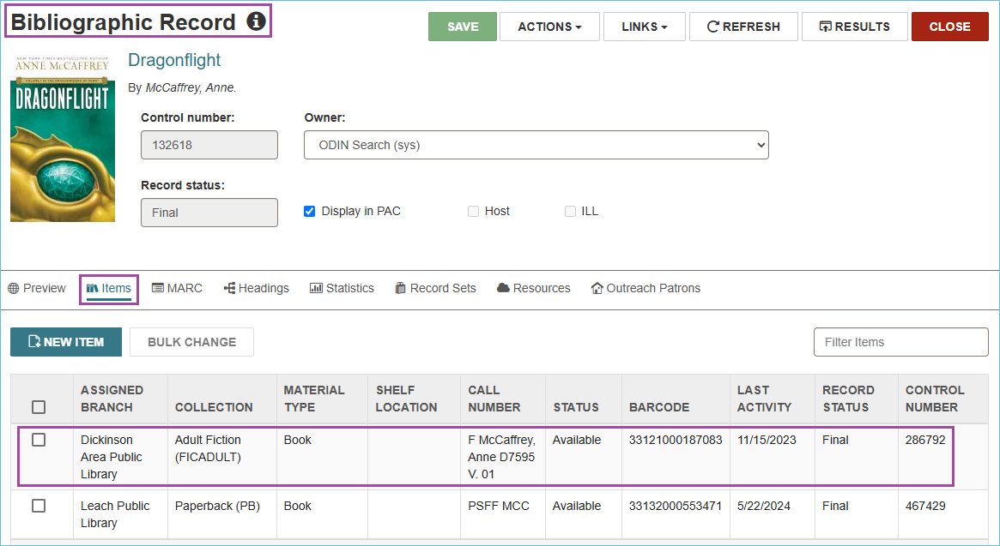 Bibliographic Record
SAVE
ACTIONS
LINKS
REFRESH
RESULTS
CLOSE
NEW YORK TIMES BESTSELLING AUTHOR
ANNE McCAFFREY
DRAGONFLIGHT
Dragonflight
By McCaffrey, Anne.
Control number:
Owner:
132618
ODIN Search (sys)
Record status:
Final
Display in PAC
Host
ILL
Preview
Items
MARC
Headings
Statistics
Record Sets
Resources
Outreach Patrons
NEW ITEM
BULK CHANGE
Filter Items
ASSIGNED
BRANCH
COLLECTION
MATERIAL
TYPE
SHELF
LOCATION
CALL
NUMBER
STATUS
BARCODE
LAST
ACTIVITY
RECORD
STATUS
CONTROL
NUMBER
Dickinson
Area Public
Library
Adult Fiction
(FICADULT)
Book
F McCaffrey,
Anne D7595
V. 01
Available
33121000187083
11/15/2023
Final
286792
Leach Public
Library
Paperback (PB)
Book
PSFF MCC
Available
33132000553471
5/22/2024
Final
467429